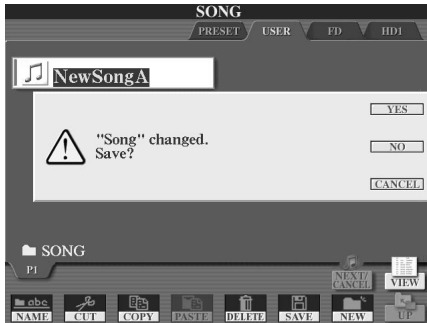 SONG
PRESET USER FD HD1
NewSongA
YES
"Song" changed.
Save?
NO
CANCEL
SONG
P1
NEXT/
CANCEL
VIEW
abc
NAME CUT COPY PASTE DELETE SAVE NEW UP